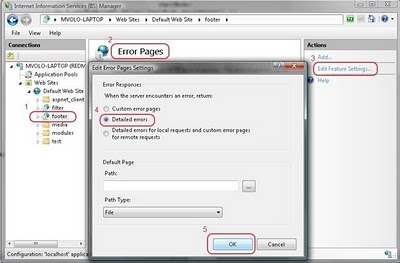 Internet Information Services (IIS) Manager
MVOLO-LAPTOP
Web Sites
Default Web Site
footer
File
View
Help
Connections
MVOLO-LAPTOP (REDM
Application Pools
Web Sites
Default Web Site
aspnet_client
filter
1
footer
media
modules
test
2
Error Pages
Actions
Add...
3
Edit Feature Settings...
Help
Edit Error Pages Settings
Error Responses
When the server encounters an error, return:
Custom error pages
4
Detailed errors
Detailed errors for local requests and custom error pages
for remote requests
Default Page
Path:
...
Path Type:
File
5
OK
Cancel
Configuration: 'localhost' applicat